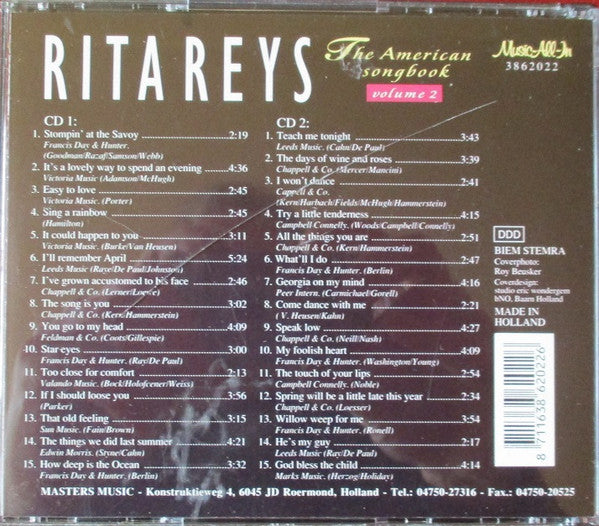 RITA REYS
The American
songbook
volume 2
Music-All-In
3862022
CD 1:
1. Stompin' at the Savoy 2:19
Francis Day & Hunter.
(Goodman/Razaf/Samson/Webb)
2. It's a lovely way to spend an evening 4:36
Victoria Music (Adamson/McHugh)
3. Easy to love 2:45
Victoria Music. (Porter)
4. Sing a rainbow 2:45
(Hamilton)
5. It could happen to you 3:11
Victoria Music. (Burke/Van Heusen)
6. I'll remember April 5:24
Leeds Music (Raye/De Paul/Johnston)
7. I've grown accustomed to his face 2:46
Chappell & Co. (Lerner/Loewe)
8. The song is you 3:02
Chappell & Co. (Kern/Hammerstein)
9. You go to my head 4:09
Feldman & Co. (Coots/Gillespie)
10. Star eyes 3:00
Francis Day & Hunter. (Ray/De Paul)
11. Too close for comfort 2:13
Valando Music. (Bock/Holofcener/Weiss)
12. If I should loose you 3:56
(Parker)
13. That old feeling 3:15
Sun Music. (Fain/Brown)
14. The things we did last summer 4:21
Edwin Morris. (Styne/Cahn)
15. How deep is the Ocean 3:32
Francis Day & Hunter. (Berlin)
CD 2:
1. Teach me tonight 3:43
Leeds Music. (Cahn/De Paul)
2. The days of wine and roses 3:39
Chappell & Co. (Mercer/Mancini)
3. I won't dance 2:41
Cappell & Co.
(Kern/Harbach/Fields/McHugh/Hammerstein)
4. Try a little tenderness 4:15
Campbell Connelly. (Woods/Campbell/Connelly)
5. All the things you are 2:51
Chappell & Co. (Kern/Hammerstein)
6. What'll I do 2:47
Francis Day & Hunter. (Berlin)
7. Georgia on my mind 4:16
Peer Intern. (Carmichael/Gorell)
8. Come dance with me 2:21
( V. Heusen/Kahn)
9. Speak low 4:27
Chappell & Co. (Neill/Nash)
10. My foolish heart 4:09
Francis Day & Hunter. (Washington/Young)
11. The touch of your lips 2:54
Campbell Connelly. (Noble)
12. Spring will be a little late this year 2:34
Chappell & Co. (Loesser)
13. Willow weep for me 3:54
Francis Day & Hunter. (Ronell)
14. He's my guy 2:17
Leeds Music (Ray/De Paul)
15. God bless the child 4:15
Marks Music. (Herzog/Holiday)
DDD
BIEM STEMRA
Coverphoto:
Roy Beusker
Coverdesign:
studio eric wondergem
bNO. Baarn Holland
MADE IN
HOLLAND
8 711638 620226
MASTERS MUSIC - Konstruktieweg 4, 6045 JD Roermond, Holland - Tel.: 04750-27316 - Fax.: 04750-20525